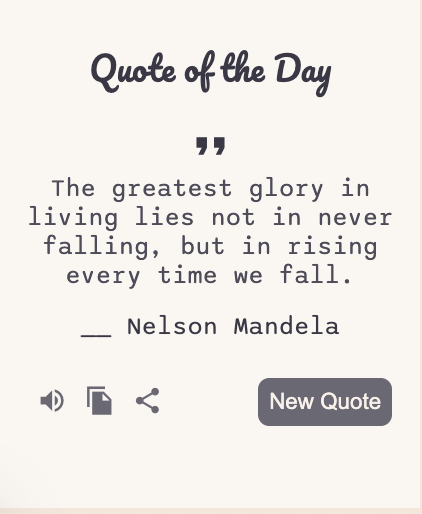 Quote of the Day
”
The greatest glory in
living lies not in never
falling, but in rising
every time we fall.
__ Nelson Mandela
New Quote